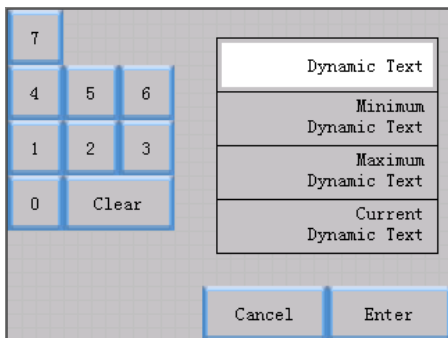 7
4 5 6
1 2 3
0 Clear
Dynamic Text
Minimum
Dynamic Text
Maximum
Dynamic Text
Current
Dynamic Text
Cancel Enter